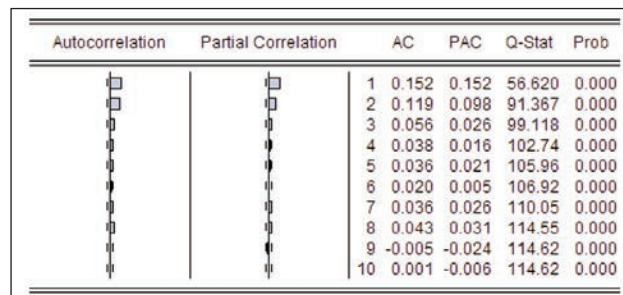 Autocorrelation Partial Correlation AC PAC Q-Stat Prob
1 0.152 0.152 56.620 0.000
2 0.119 0.098 91.367 0.000
3 0.056 0.026 99.118 0.000
4 0.038 0.016 102.74 0.000
5 0.036 0.021 105.96 0.000
6 0.020 0.005 106.92 0.000
7 0.036 0.026 110.05 0.000
8 0.043 0.031 114.55 0.000
9 -0.005 -0.024 114.62 0.000
10 0.001 -0.006 114.62 0.000